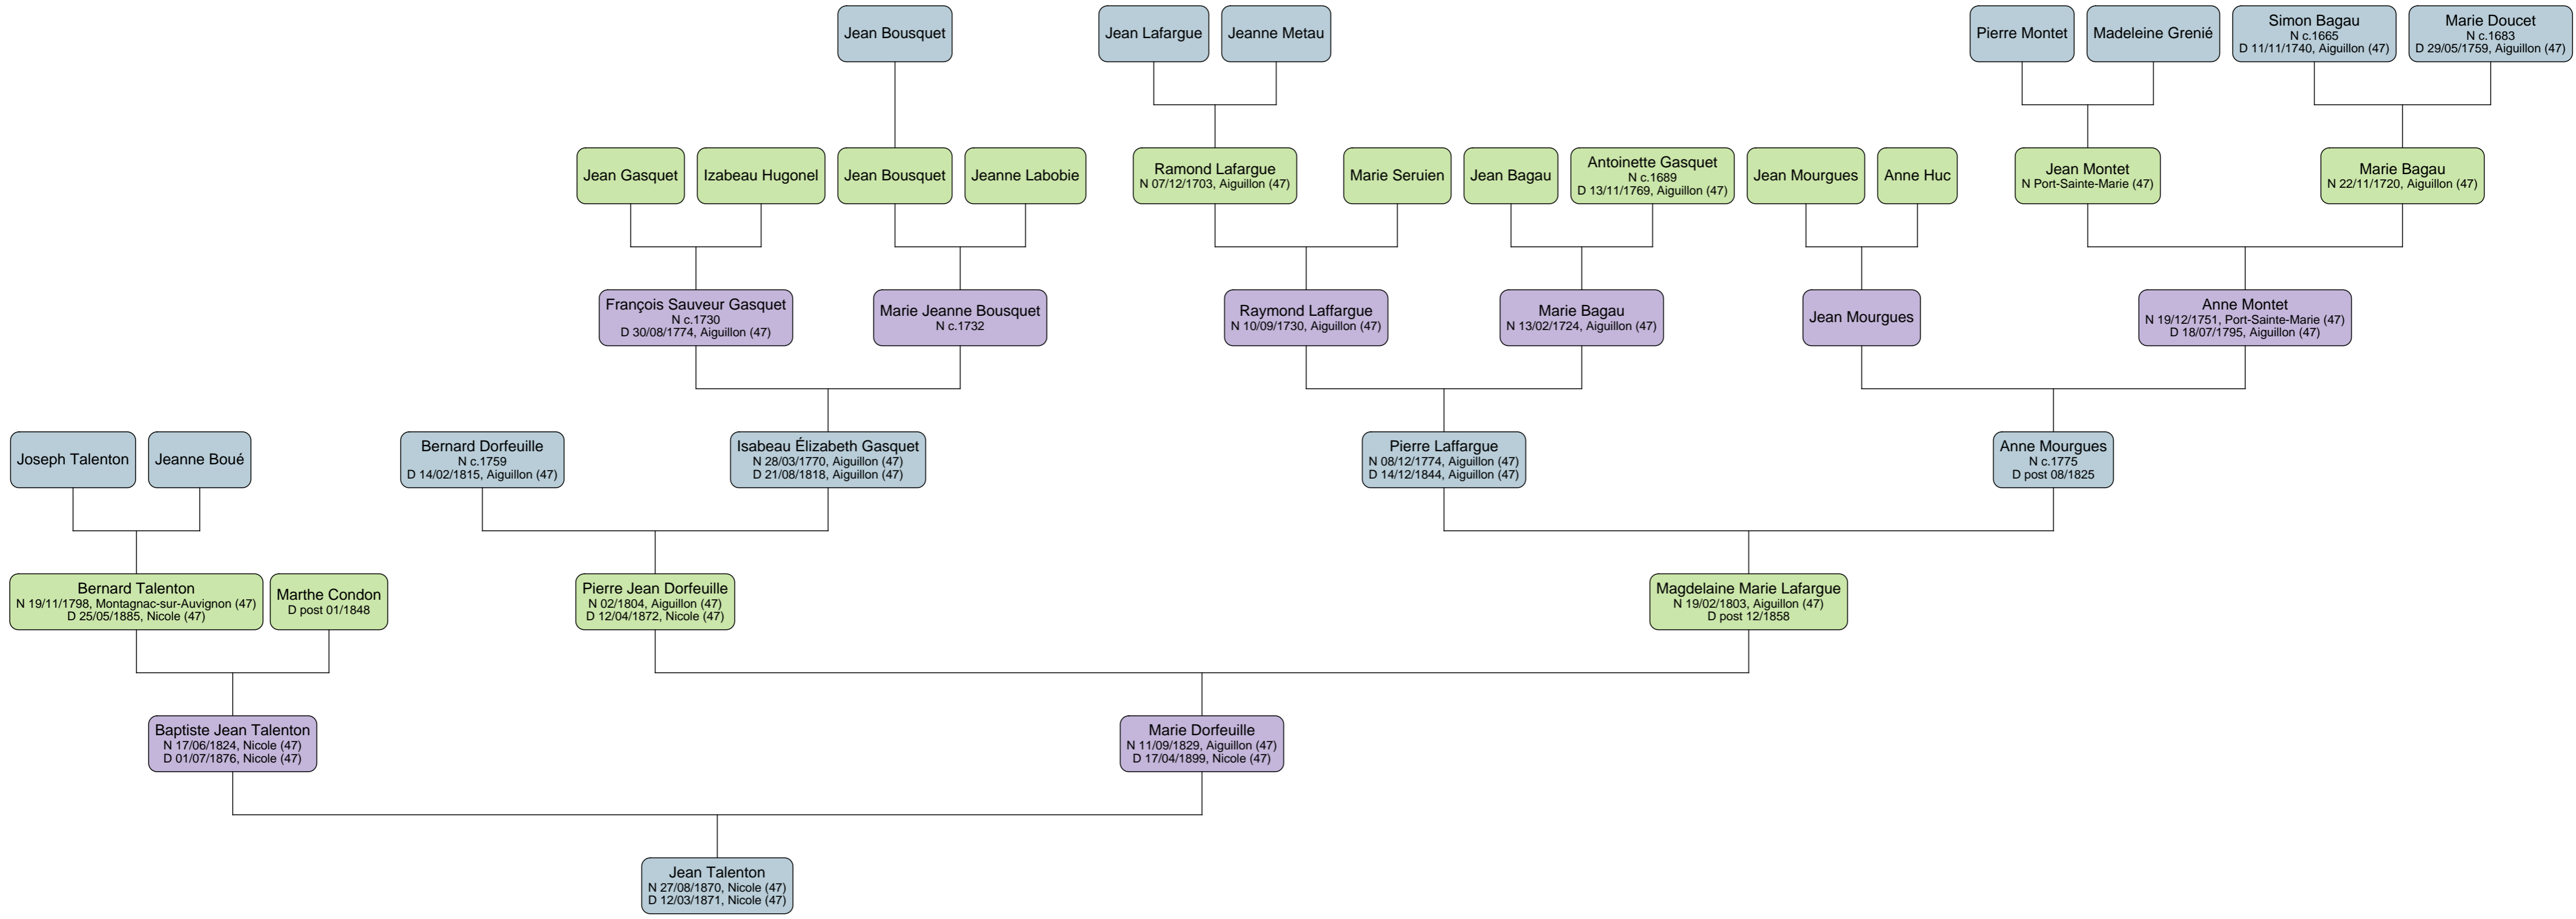 Jean Bousquet
Jean Lafargue
Jeanne Metau
Pierre Montet
Madeleine Grenié
Simon Bagau
N c.1665
D 11/11/1740, Aiguillon (47)
Marie Doucet
N c.1683
D 29/05/1759, Aiguillon (47)
Jean Gasquet
Izabeau Hugonel
Jean Bousquet
Jeanne Labobie
Ramond Lafargue
N 07/12/1703, Aiguillon (47)
Marie Seruien
Jean Bagau
Antoinette Gasquet
N c.1689
D 13/11/1769, Aiguillon (47)
Jean Mourgues
Anne Huc
Jean Montet
N Port-Sainte-Marie (47)
Marie Bagau
N 22/11/1720, Aiguillon (47)
François Sauveur Gasquet
N c.1730
D 30/08/1774, Aiguillon (47)
Marie Jeanne Bousquet
N c.1732
Raymond Laffargue
N 10/09/1730, Aiguillon (47)
Marie Bagau
N 13/02/1724, Aiguillon (47)
Jean Mourgues
Anne Montet
N 19/12/1751, Port-Sainte-Marie (47)
D 18/07/1795, Aiguillon (47)
Joseph Talenton
Jeanne Boué
Bernard Dorfeuille
N c.1759
D 14/02/1815, Aiguillon (47)
Isabeau Élizabeth Gasquet
N 28/03/1770, Aiguillon (47)
D 21/08/1818, Aiguillon (47)
Pierre Laffargue
N 08/12/1774, Aiguillon (47)
D 14/12/1844, Aiguillon (47)
Anne Mourgues
N c.1775
D post 08/1825
Bernard Talenton
N 19/11/1798, Montagnac-sur-Auvignon (47)
D 25/05/1885, Nicole (47)
Marthe Condon
D post 01/1848
Pierre Jean Dorfeuille
N 02/1804, Aiguillon (47)
D 12/04/1872, Nicole (47)
Magdelaine Marie Lafargue
N 19/02/1803, Aiguillon (47)
D post 12/1858
Baptiste Jean Talenton
N 17/06/1824, Nicole (47)
D 01/07/1876, Nicole (47)
Marie Dorfeuille
N 11/09/1829, Aiguillon (47)
D 17/04/1899, Nicole (47)
Jean Talenton
N 27/08/1870, Nicole (47)
D 12/03/1871, Nicole (47)